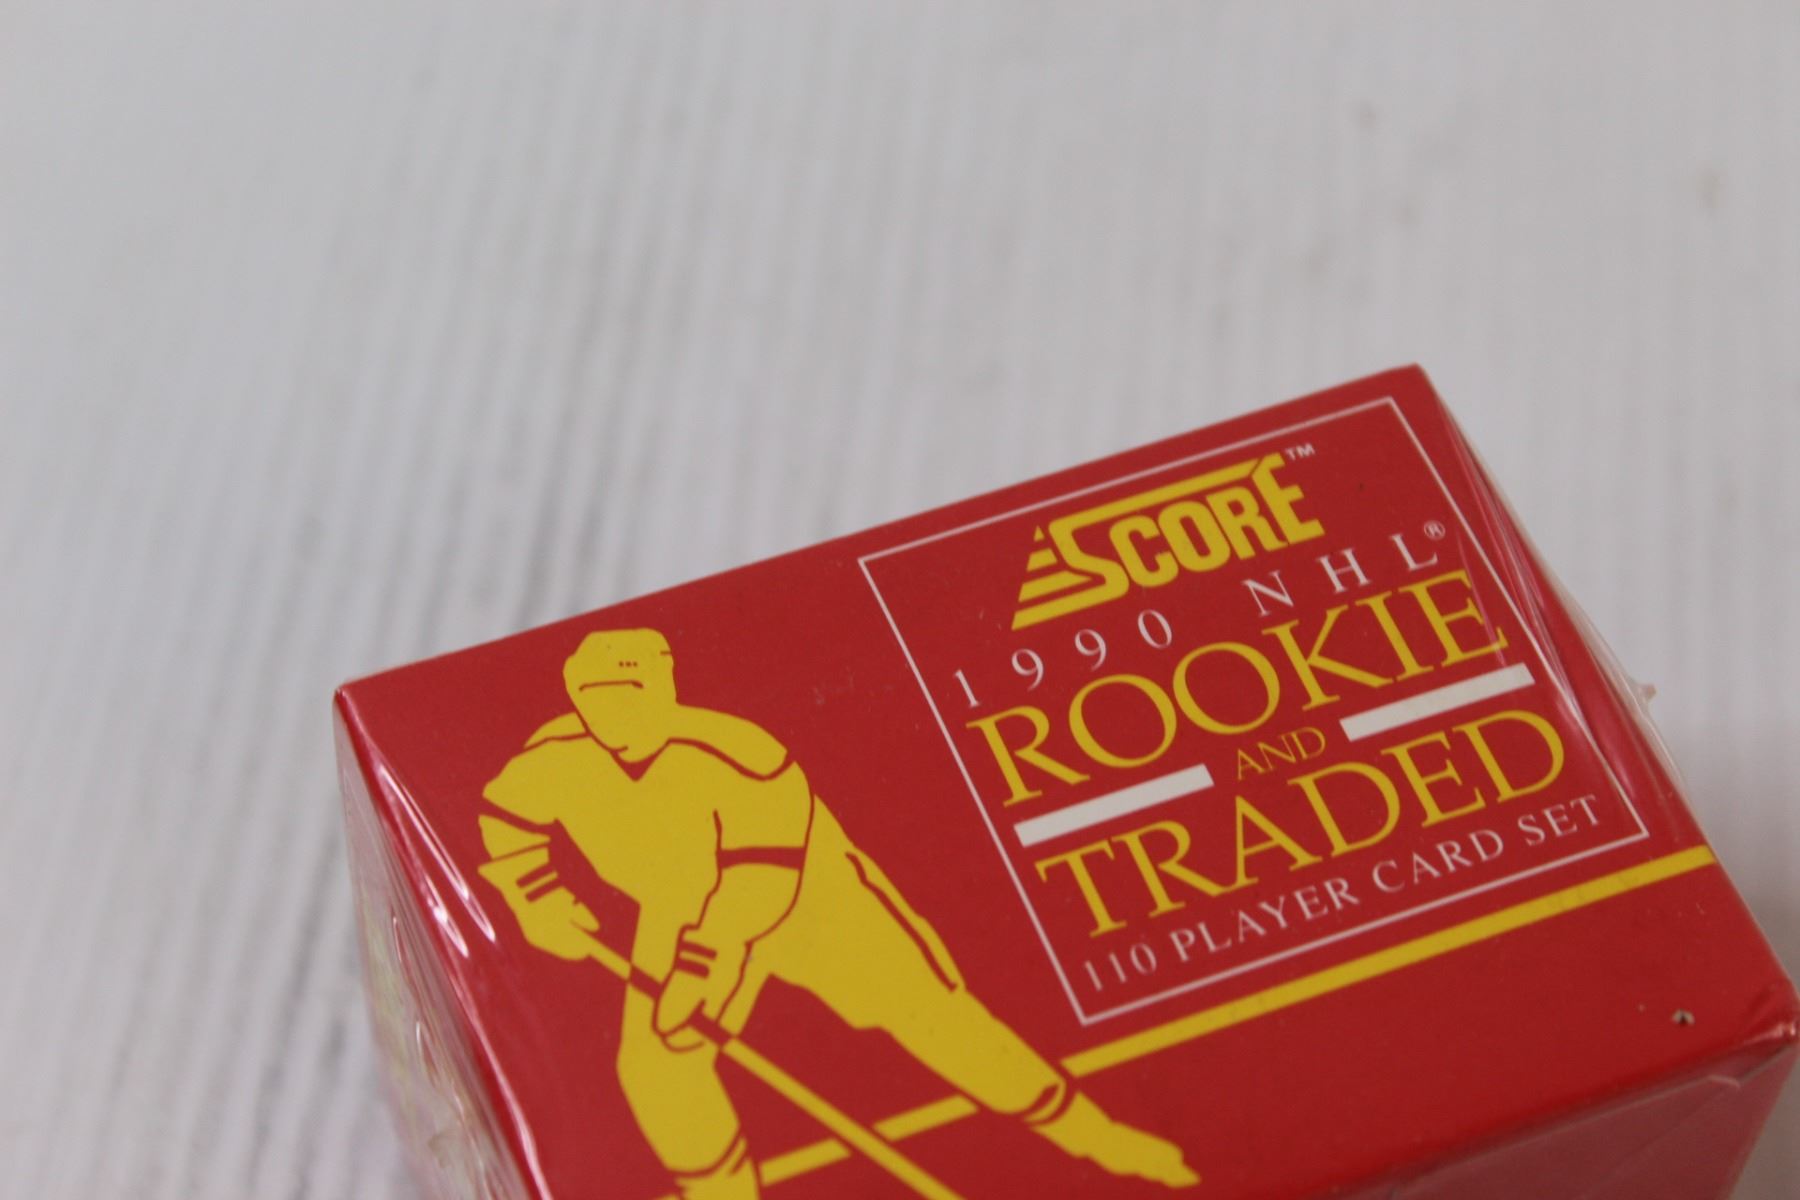 SCORE™
1990 NHL®
ROOKIE
AND
TRADED
110 PLAYER CARD SET